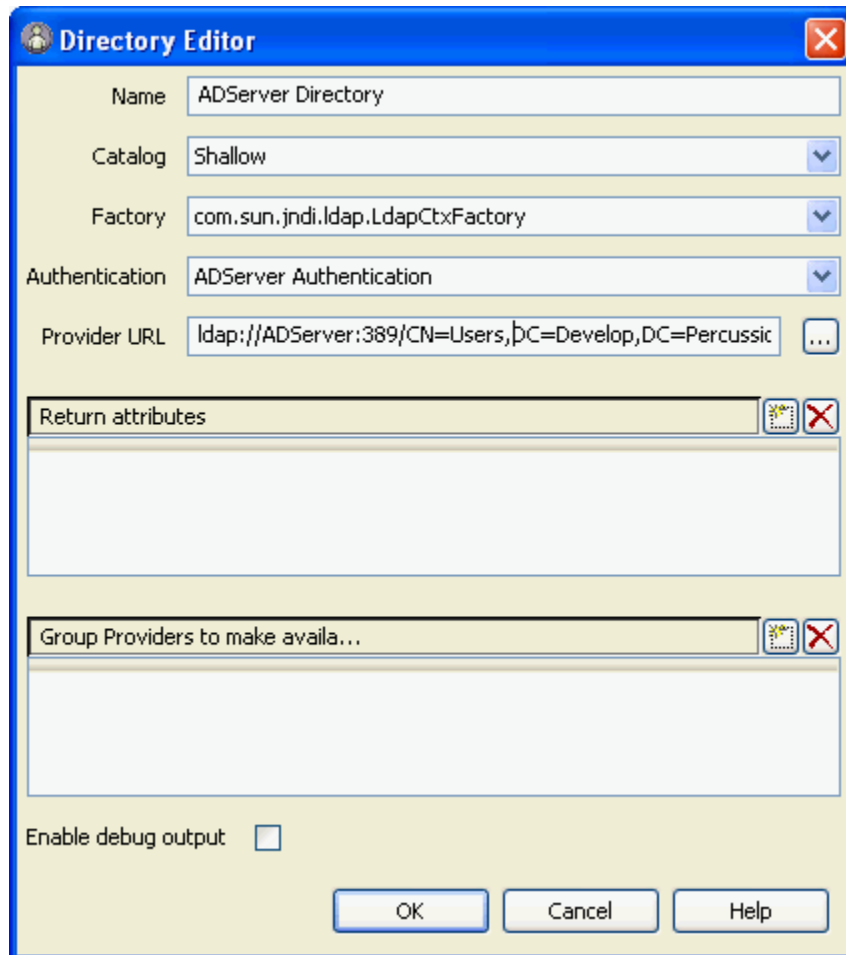 Directory Editor
Name ADServer Directory
Catalog Shallow
Factory com.sun.jndi.ldap.LdapCtxFactory
Authentication ADServer Authentication
Provider URL ldap://ADServer:389/CN=Users,DC=Develop,DC=Percussic ...
Return attributes
Group Providers to make availa...
Enable debug output
OK Cancel Help